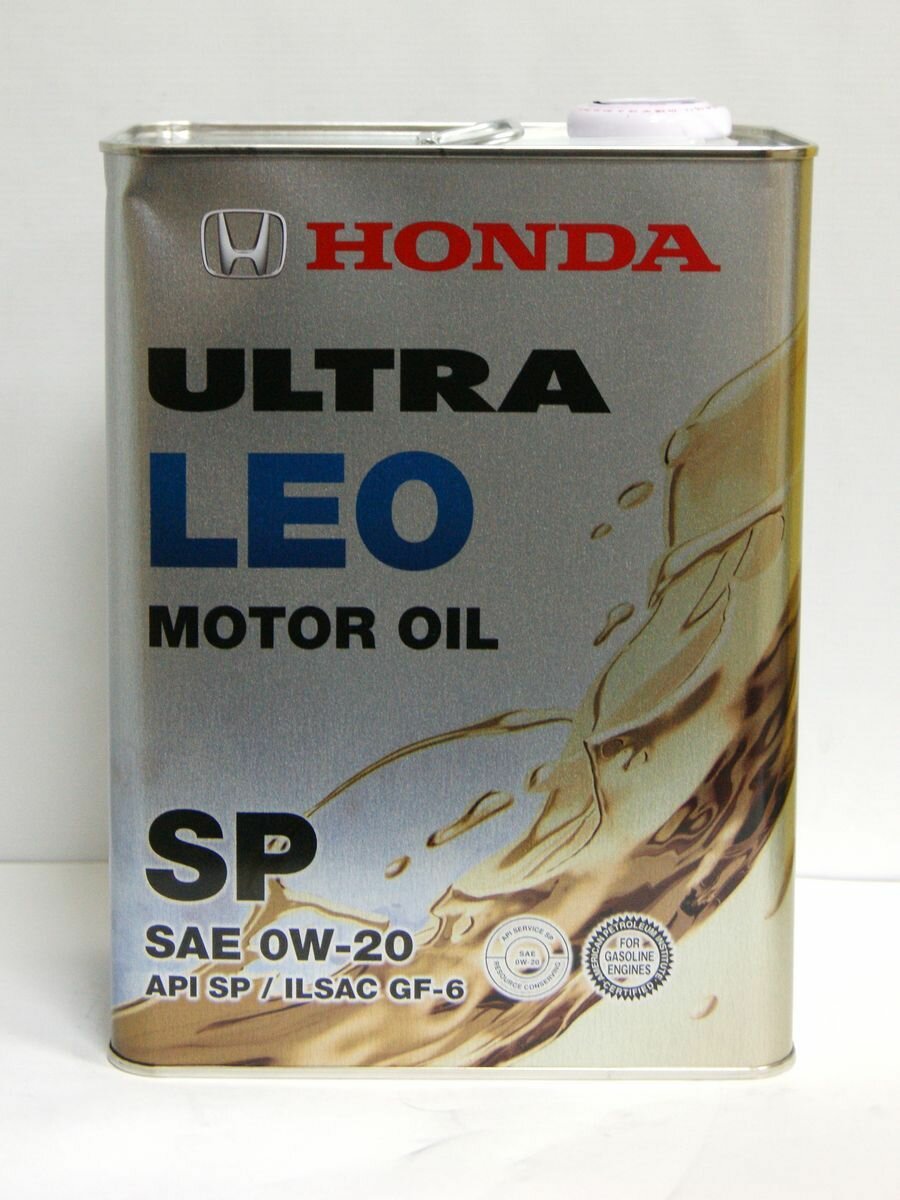 HONDA
ULTRA
LEO
MOTOR OIL
SP
SAE 0W-20
API SP / ILSAC GF-6
API SERVICE SP
SAE
0W-20
RESOURCE CONSERVING
AMERICAN PETROLEUM INSTITUTE
FOR
GASOLINE
ENGINES
CERTIFIED